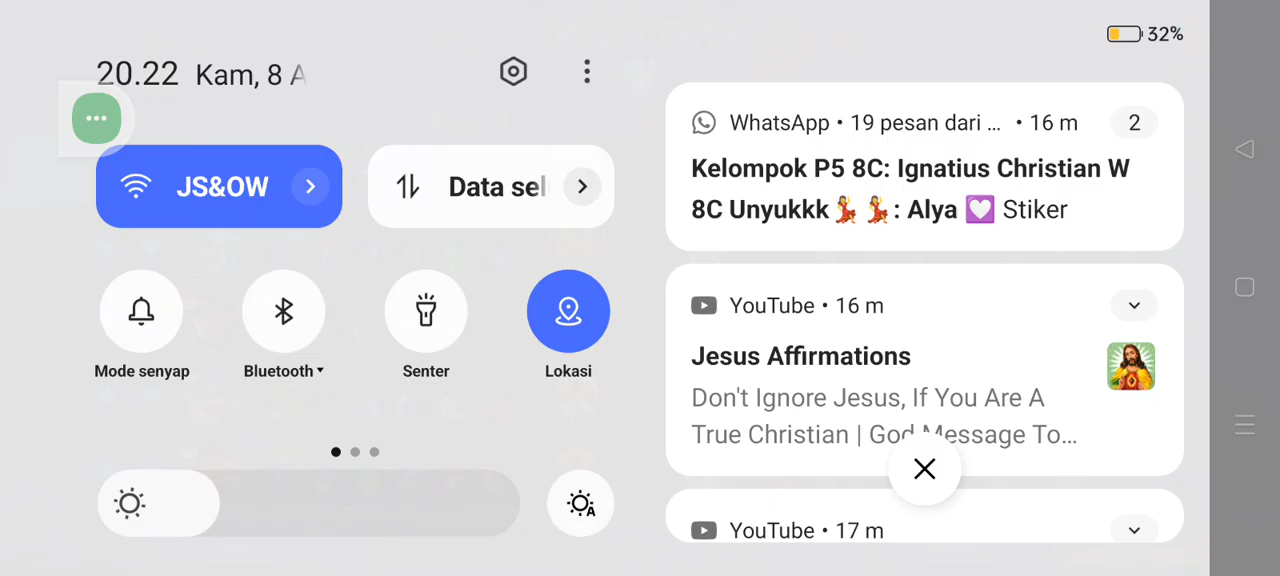 32%
20.22 Kam, 8 A
JS&OW
Data sel
Mode senyap
Bluetooth
Senter
Lokasi
WhatsApp • 19 pesan dari ... • 16 m
2
Kelompok P5 8C: Ignatius Christian W
8C Unyukkk💃💃: Alya 💟 Stiker
YouTube • 16 m
Jesus Affirmations
Don't Ignore Jesus, If You Are A
True Christian | God Message To...
YouTube • 17 m